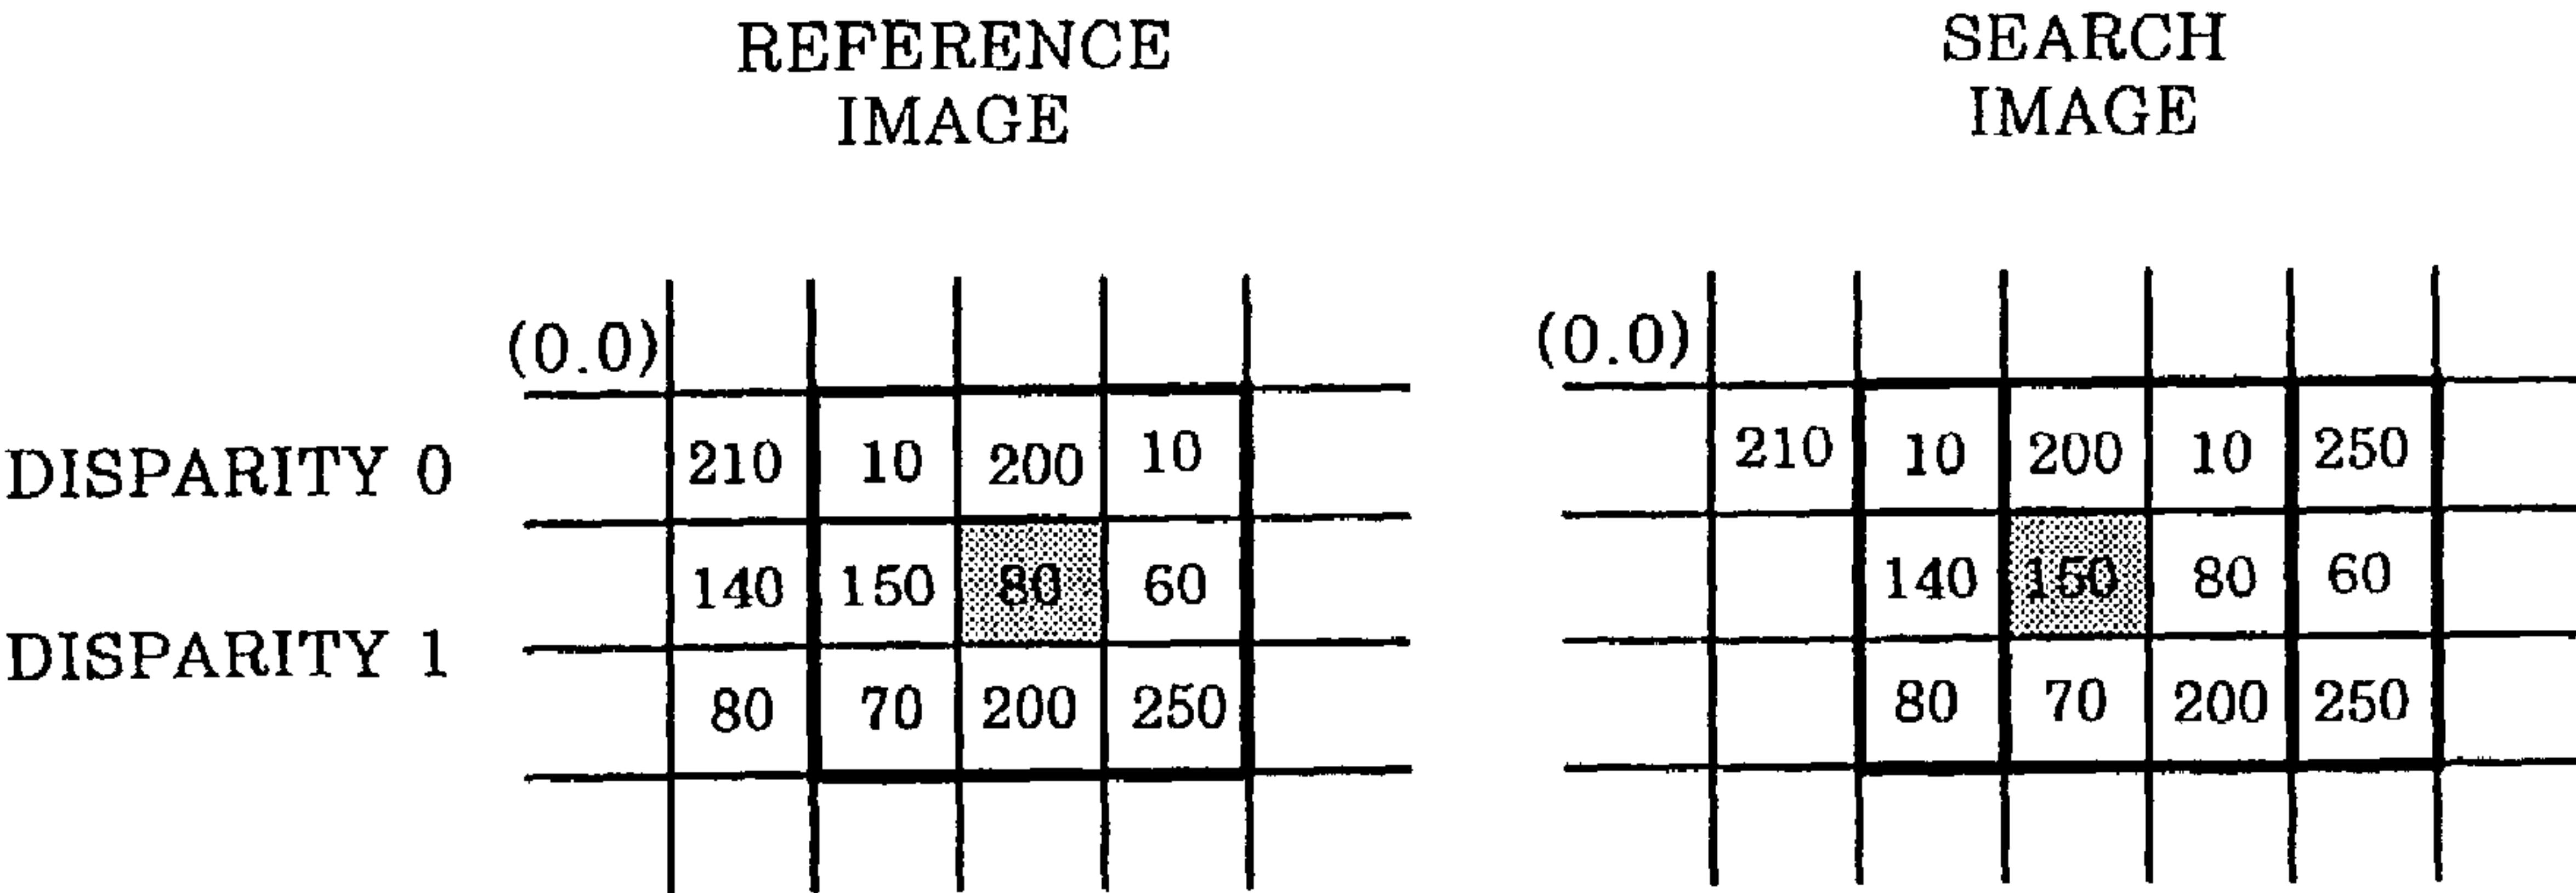 REFERENCE
IMAGE
SEARCH
IMAGE
(0.0)
(0.0)
DISPARITY 0
210 10 200 10
210 10 200 10 250
140 150 80 60
140 150 80 60
DISPARITY 1
80 70 200 250
80 70 200 250